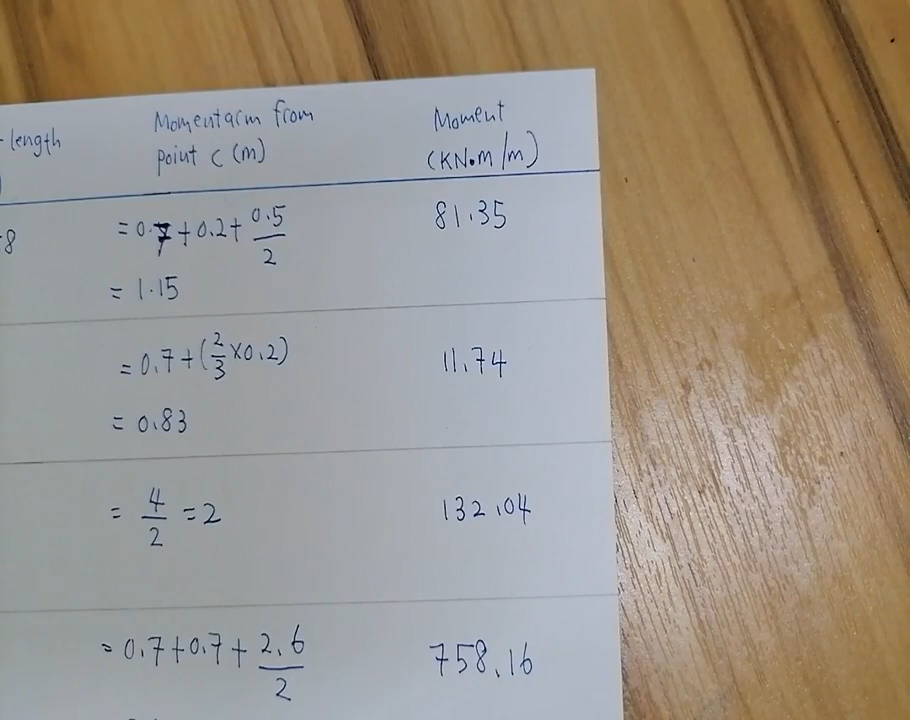 length
Momentarm from
point C (m)
Moment
(KN.m/m)
8
= 0.7 + 0.2 + 0.5/2
= 1.15
81.35
= 0.7 + (2/3 × 0.2)
= 0.83
11.74
= 4/2 = 2
132.04
= 0.7 + 0.7 + 2.6/2
758.16